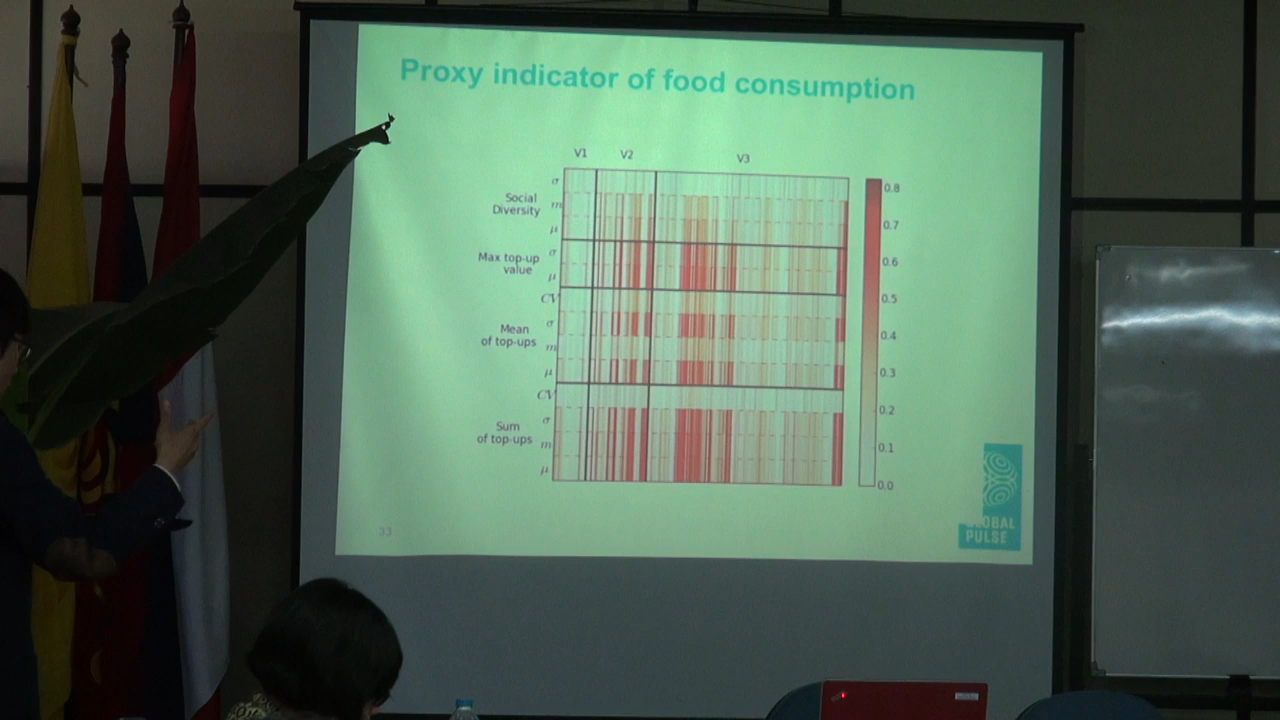 Proxy indicator of food consumption
V1 V2 V3
σ
Social
Diversity
m
μ
σ
Max top-up
value
μ
CV
σ
Mean
of top-ups
m
μ
CV
σ
Sum
of top-ups
m
μ
0.8
0.7
0.6
0.5
0.4
0.3
0.2
0.1
0.0
33
GLOBAL
PULSE